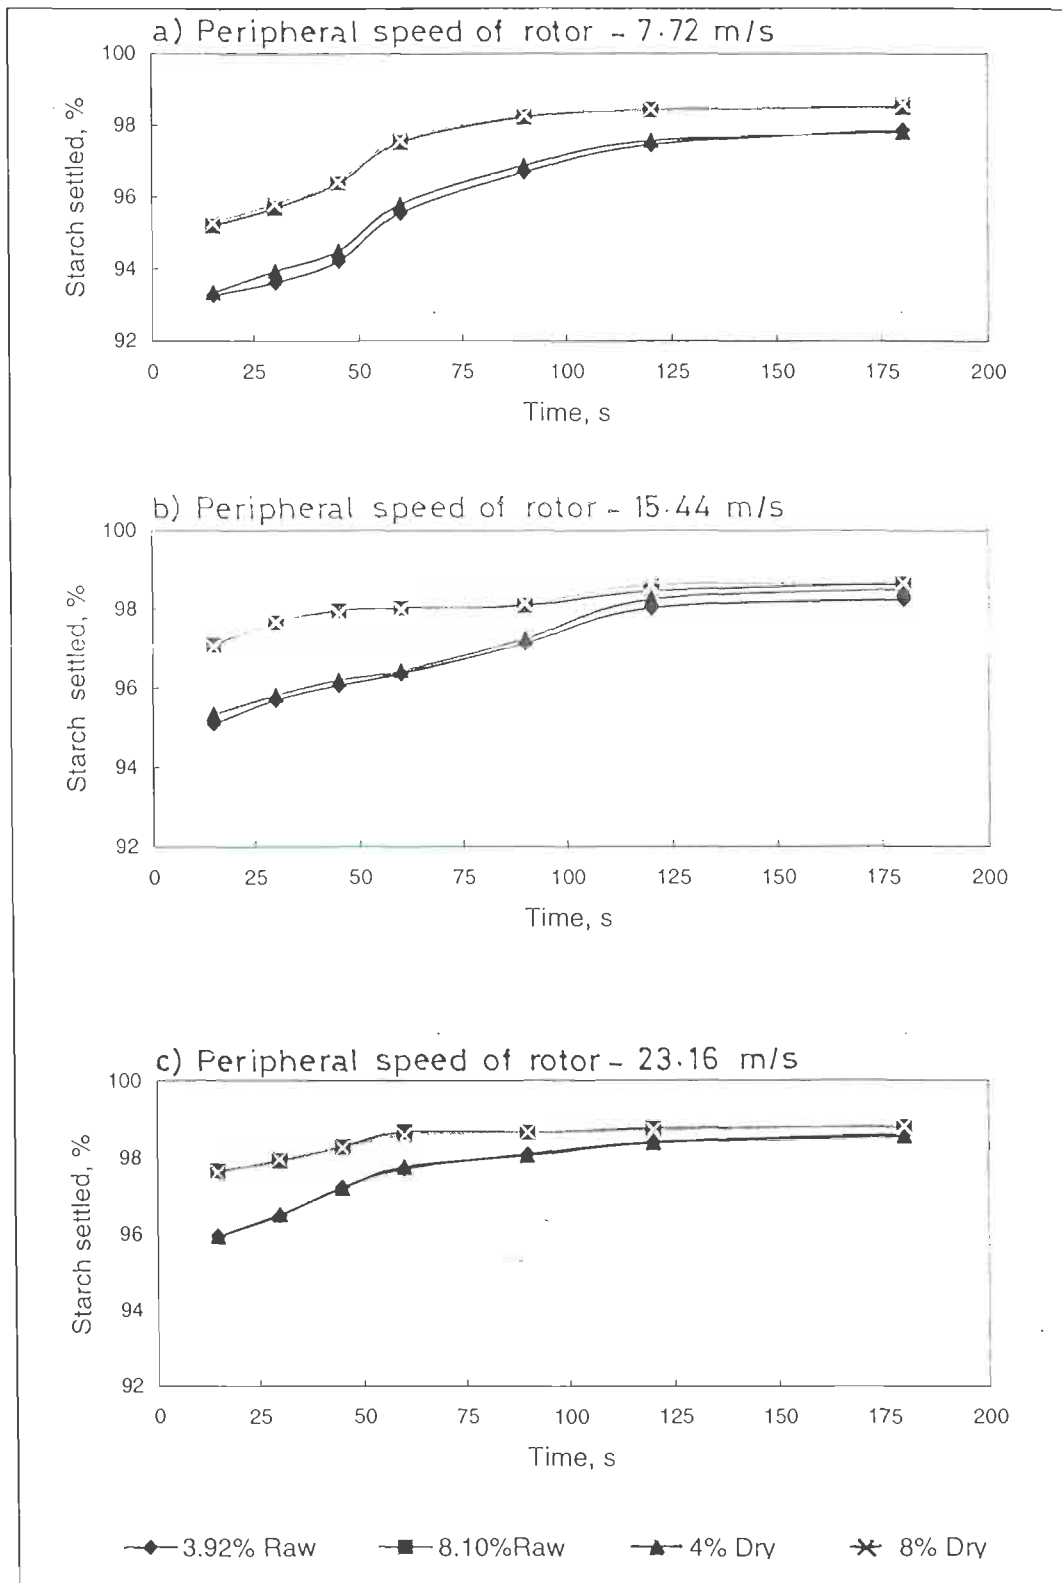 a) Peripheral speed of rotor - 7.72 m/s
100
98
96
94
92
Starch settled, %
0 25 50 75 100 125 150 175 200
Time, s
b) Peripheral speed of rotor - 15.44 m/s
100
98
96
94
92
Starch settled, %
0 25 50 75 100 125 150 175 200
Time, s
c) Peripheral speed of rotor - 23.16 m/s
100
98
96
94
92
Starch settled, %
0 25 50 75 100 125 150 175 200
Time, s
3.92% Raw 8.10%Raw 4% Dry 8% Dry